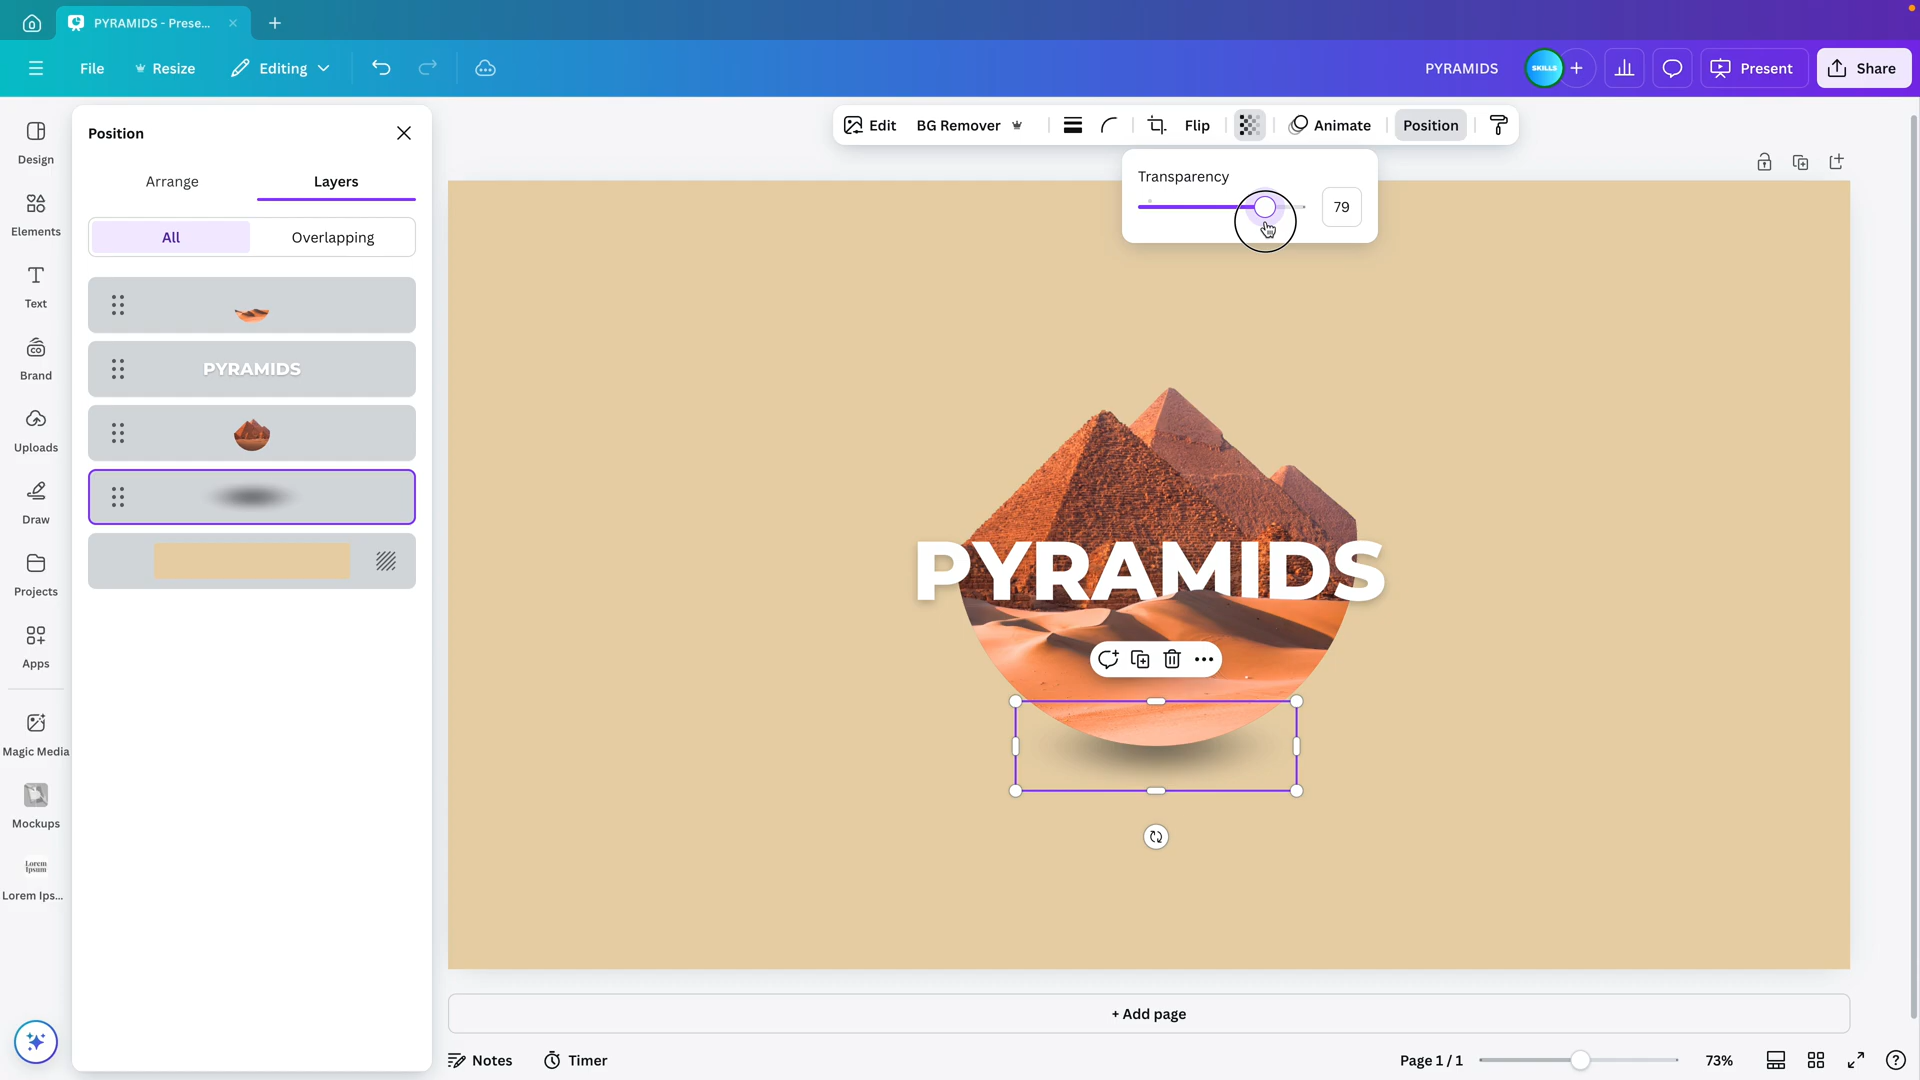 PYRAMIDS - Prese...
File
Resize
Editing
PYRAMIDS
SKILLS
Present
Share
Position
Edit
BG Remover
Flip
Animate
Position
Design
Elements
Text
Brand
Uploads
Draw
Projects
Apps
Magic Media
Mockups
Lorem
Ipsum
Lorem Ips...
Arrange
Layers
All
Overlapping
PYRAMIDS
Transparency
79
PYRAMIDS
+ Add page
Notes
Timer
Page 1 / 1
73%